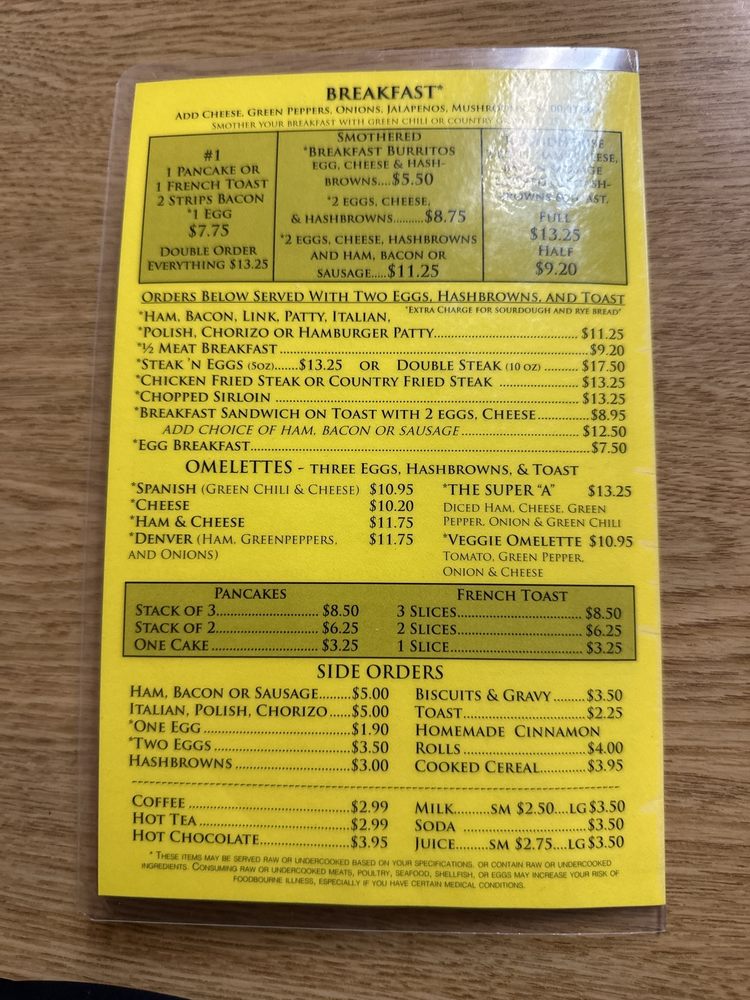 BREAKFAST*
ADD CHEESE, GREEN PEPPERS, ONIONS, JALAPENOS,
SMOTHER YOUR BREAKFAST WITH GREEN CHILI OR COUNTRY
#1
1 PANCAKE OR
1 FRENCH TOAST
2 STRIPS BACON
*1 EGG
$7.75
DOUBLE ORDER
EVERYTHING $13.25
SMOTHERED
*BREAKFAST BURRITOS
EGG, CHEESE & HASH-
BROWNS....$5.50
*2 EGGS, CHEESE,
& HASHBROWNS..........$8.75
*2 EGGS, CHEESE, HASHBROWNS
AND HAM, BACON OR
SAUSAGE.....$11.25
FULL
$13.25
HALF
$9.20
ORDERS BELOW SERVED WITH TWO EGGS, HASHBROWNS, AND TOAST
*EXTRA CHARGE FOR SOURDOUGH AND RYE BREAD*
*HAM, BACON, LINK, PATTY, ITALIAN,
*POLISH, CHORIZO OR HAMBURGER PATTY.................................. $11.25
*½ MEAT BREAKFAST ........................................................................ $9.20
*STEAK 'N EGGS (5OZ).......$13.25 OR DOUBLE STEAK (10 OZ) .......... $17.50
*CHICKEN FRIED STEAK OR COUNTRY FRIED STEAK .................... $13.25
*CHOPPED SIRLOIN ......................................................................... $13.25
*BREAKFAST SANDWICH ON TOAST WITH 2 EGGS, CHEESE.............. $8.95
ADD CHOICE OF HAM, BACON OR SAUSAGE ............................. $12.50
*EGG BREAKFAST................................................................................ $7.50
OMELETTES - THREE EGGS, HASHBROWNS, & TOAST
*SPANISH (GREEN CHILI & CHEESE) $10.95
*CHEESE $10.20
*HAM & CHEESE $11.75
*DENVER (HAM, GREENPEPPERS, $11.75
AND ONIONS)
*THE SUPER "A" $13.25
DICED HAM, CHEESE, GREEN
PEPPER, ONION & GREEN CHILI
*VEGGIE OMELETTE $10.95
TOMATO, GREEN PEPPER,
ONION & CHEESE
PANCAKES
STACK OF 3......................... $8.50
STACK OF 2......................... $6.25
ONE CAKE .......................... $3.25
FRENCH TOAST
3 SLICES............................... $8.50
2 SLICES............................... $6.25
1 SLICE................................. $3.25
SIDE ORDERS
HAM, BACON OR SAUSAGE........$5.00
ITALIAN, POLISH, CHORIZO......$5.00
*ONE EGG ...................................$1.90
*TWO EGGS .................................$3.50
HASHBROWNS ............................$3.00
BISCUITS & GRAVY ........$3.50
TOAST..............................$2.25
HOMEMADE CINNAMON
ROLLS ..............................$4.00
COOKED CEREAL...........$3.95
COFFEE ........................................$2.99
HOT TEA ......................................$2.99
HOT CHOCOLATE.......................$3.95
MILK........SM $2.50...LG $3.50
SODA ...............................$3.50
JUICE........SM $2.75...LG $3.50
* THESE ITEMS MAY BE SERVED RAW OR UNDERCOOKED BASED ON YOUR SPECIFICATIONS, OR CONTAIN RAW OR UNDERCOOKED
INGREDIENTS. CONSUMING RAW OR UNDERCOOKED MEATS, POULTRY, SEAFOOD, SHELLFISH, OR EGGS MAY INCREASE YOUR RISK OF
FOODBOURNE ILLNESS, ESPECIALLY IF YOU HAVE CERTAIN MEDICAL CONDITIONS.